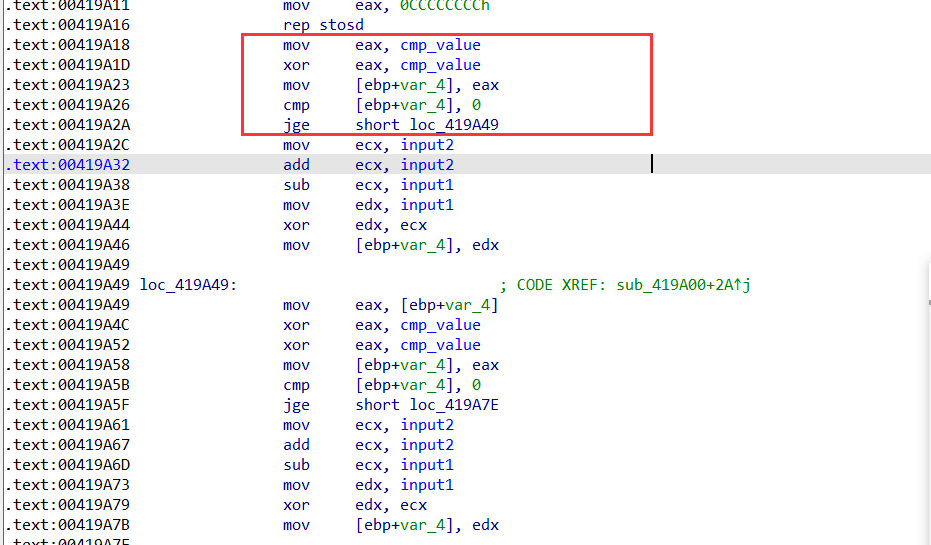 .text:00419A11 mov eax, 0CCCCCCCCh
.text:00419A16 rep stosd
.text:00419A18 mov eax, cmp_value
.text:00419A1D xor eax, cmp_value
.text:00419A23 mov [ebp+var_4], eax
.text:00419A26 cmp [ebp+var_4], 0
.text:00419A2A jge short loc_419A49
.text:00419A2C mov ecx, input2
.text:00419A32 add ecx, input2
.text:00419A38 sub ecx, input1
.text:00419A3E mov edx, input1
.text:00419A44 xor edx, ecx
.text:00419A46 mov [ebp+var_4], edx
.text:00419A49
.text:00419A49 loc_419A49: ; CODE XREF: sub_419A00+2A↑j
.text:00419A49 mov eax, [ebp+var_4]
.text:00419A4C xor eax, cmp_value
.text:00419A52 xor eax, cmp_value
.text:00419A58 mov [ebp+var_4], eax
.text:00419A5B cmp [ebp+var_4], 0
.text:00419A5F jge short loc_419A7E
.text:00419A61 mov ecx, input2
.text:00419A67 add ecx, input2
.text:00419A6D sub ecx, input1
.text:00419A73 mov edx, input1
.text:00419A79 xor edx, ecx
.text:00419A7B mov [ebp+var_4], edx
.text:00419A7E